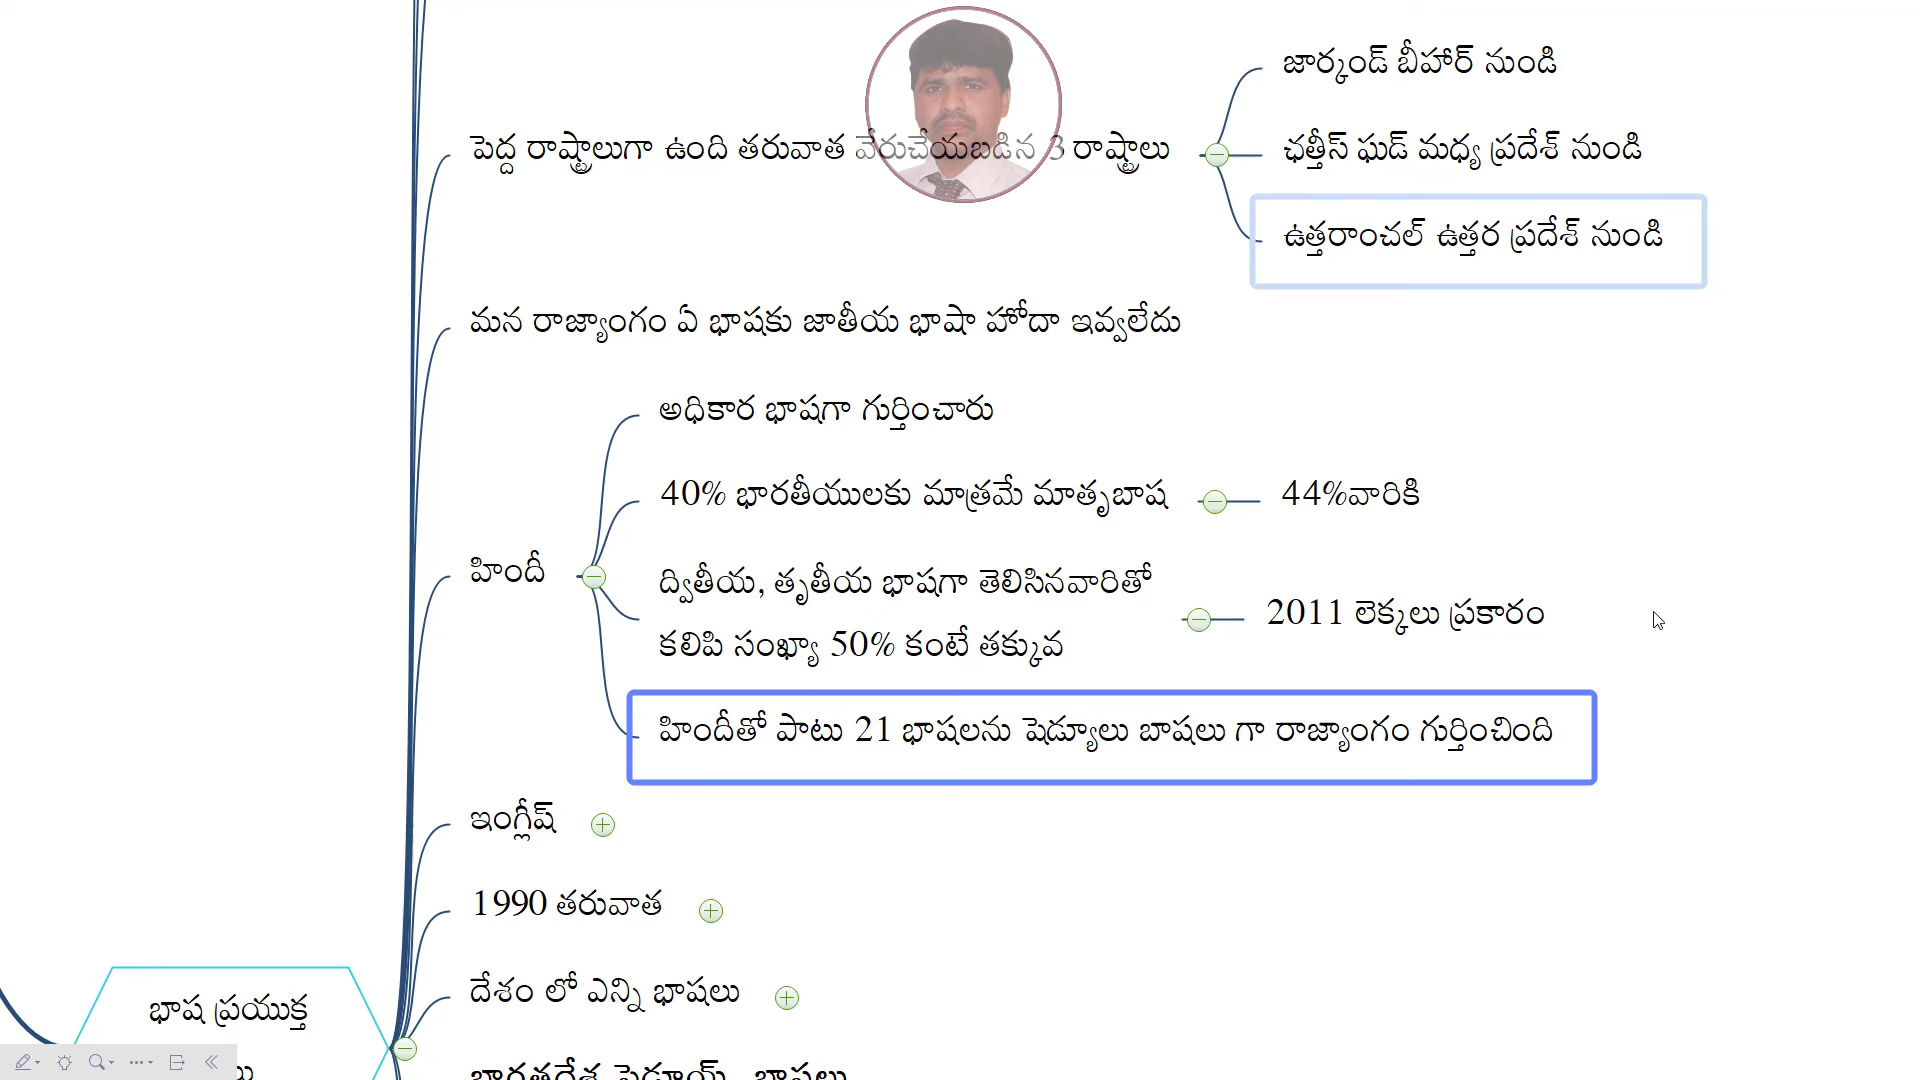 జార్కండ్ బీహార్ నుండి
పెద్ద రాష్ట్రాలుగా ఉంది తరువాత వేరుచేయబడిన 3 రాష్ట్రాలు
ఛత్తీస్ ఘడ్ మధ్య ప్రదేశ్ నుండి
ఉత్తరాంచల్ ఉత్తర ప్రదేశ్ నుండి
మన రాజ్యాంగం ఏ భాషకు జాతీయ భాషా హోదా ఇవ్వలేదు
అధికార భాషగా గుర్తించారు
40% భారతీయులకు మాత్రమే మాతృబాష
44%వారికి
హిందీ
ద్వితీయ, తృతీయ భాషగా తెలిసినవారితో
కలిపి సంఖ్యా 50% కంటే తక్కువ
2011 లెక్కలు ప్రకారం
హిందీతో పాటు 21 భాషలను షెడ్యూలు బాషలు గా రాజ్యాంగం గుర్తించింది
ఇంగ్లీష్
1990 తరువాత
దేశం లో ఎన్ని భాషలు
భాష ప్రయుక్త